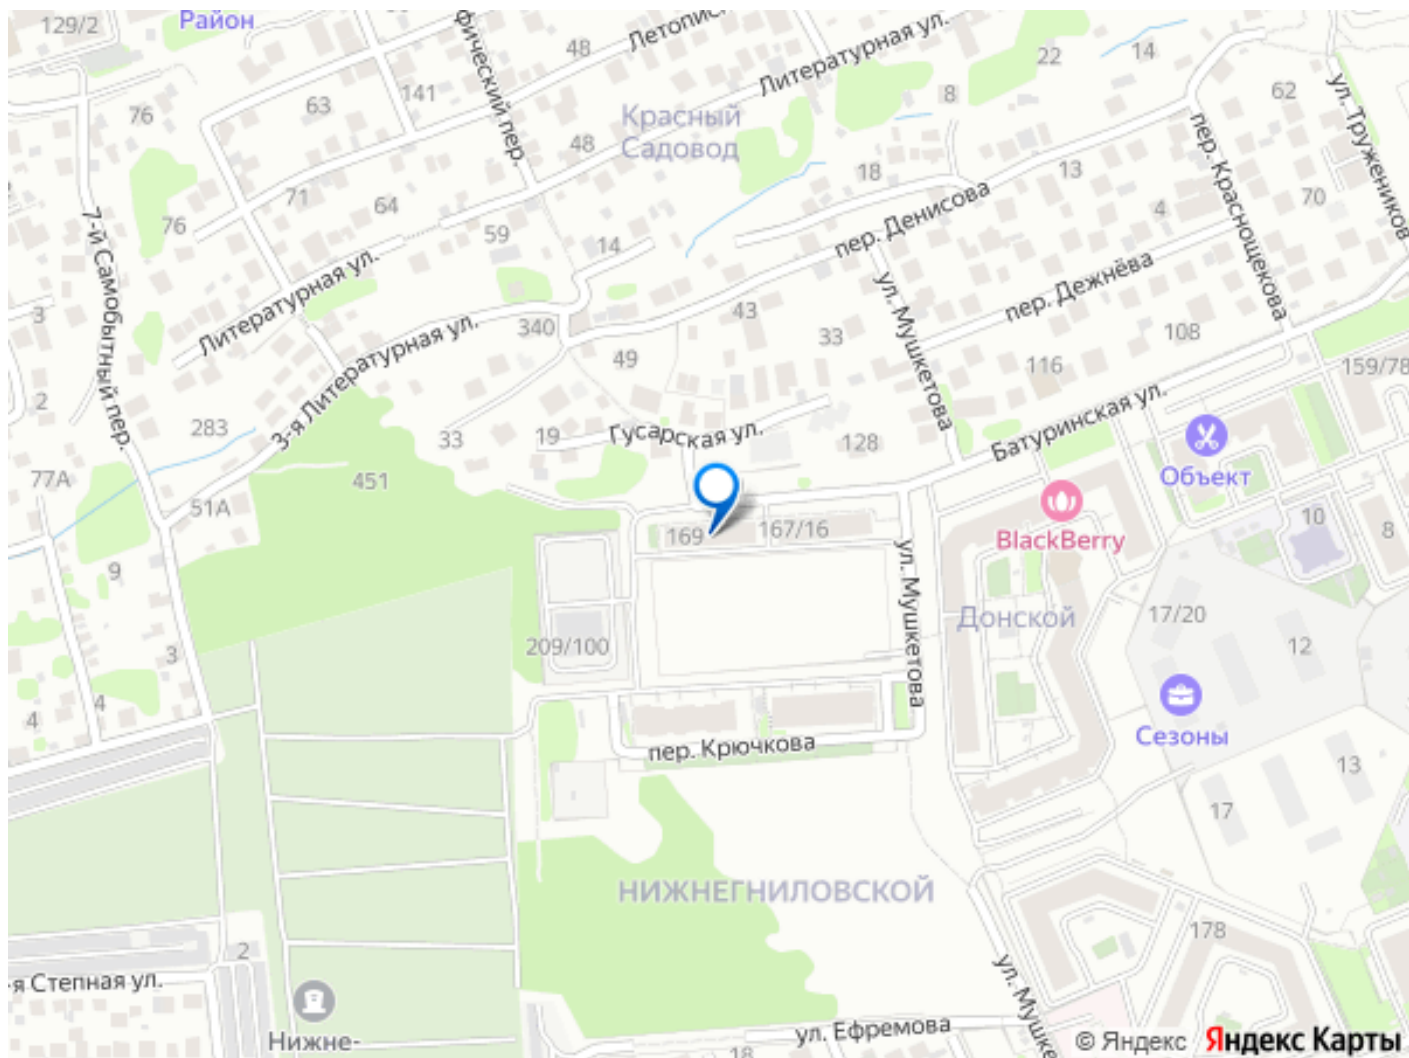 129/2
Район
фический пер.
48
Летопис
Литературная ул.
22
14
8
62
ул. Тружеников
76
63
141
Красный
Садовод
48
пер. Краснощекова
18
13
70
71
64
76
4
7-й Самобытный пер.
59
14
пер. Денисова
Литературная ул.
пер. Дежнёва
3
340
43
33
ул. Мушкетова
108
3-я Литературная ул.
49
116
159/78
2
283
33
19
Гусарская ул.
128
Батуринская ул.
77А
451
Объект
51А
169
167/16
BlackBerry
10
8
9
ул. Мушкетова
Донской
17/20
12
209/100
3
4
4
Сезоны
пер. Крючкова
13
17
НИЖНЕГНИЛОВСКОЙ
2
178
-я Степная ул.
ул. Мушке
Нижне-
18
ул. Ефремова
© Яндекс Яндекс Карты